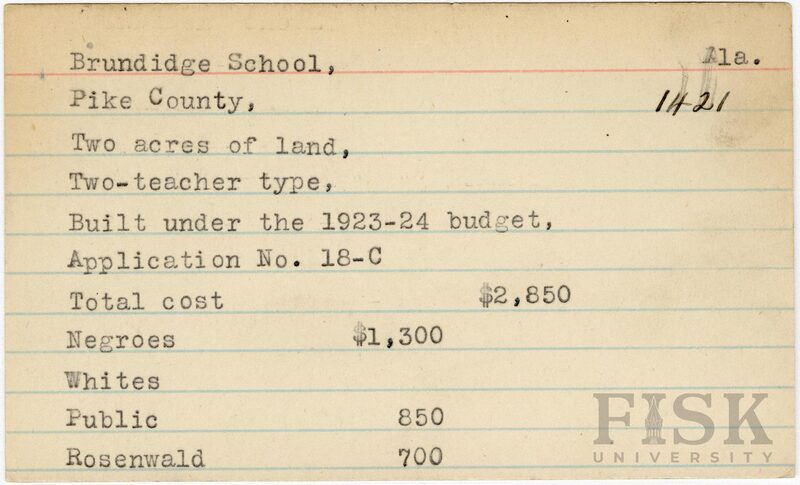 Brundidge School, Ala.
Pike County, 1421
Two acres of land,
Two-teacher type,
Built under the 1923-24 budget,
Application No. 18-C
Total cost $2,850
Negroes $1,300
Whites
Public 850
Rosenwald 700
FISK
UNIVERSITY